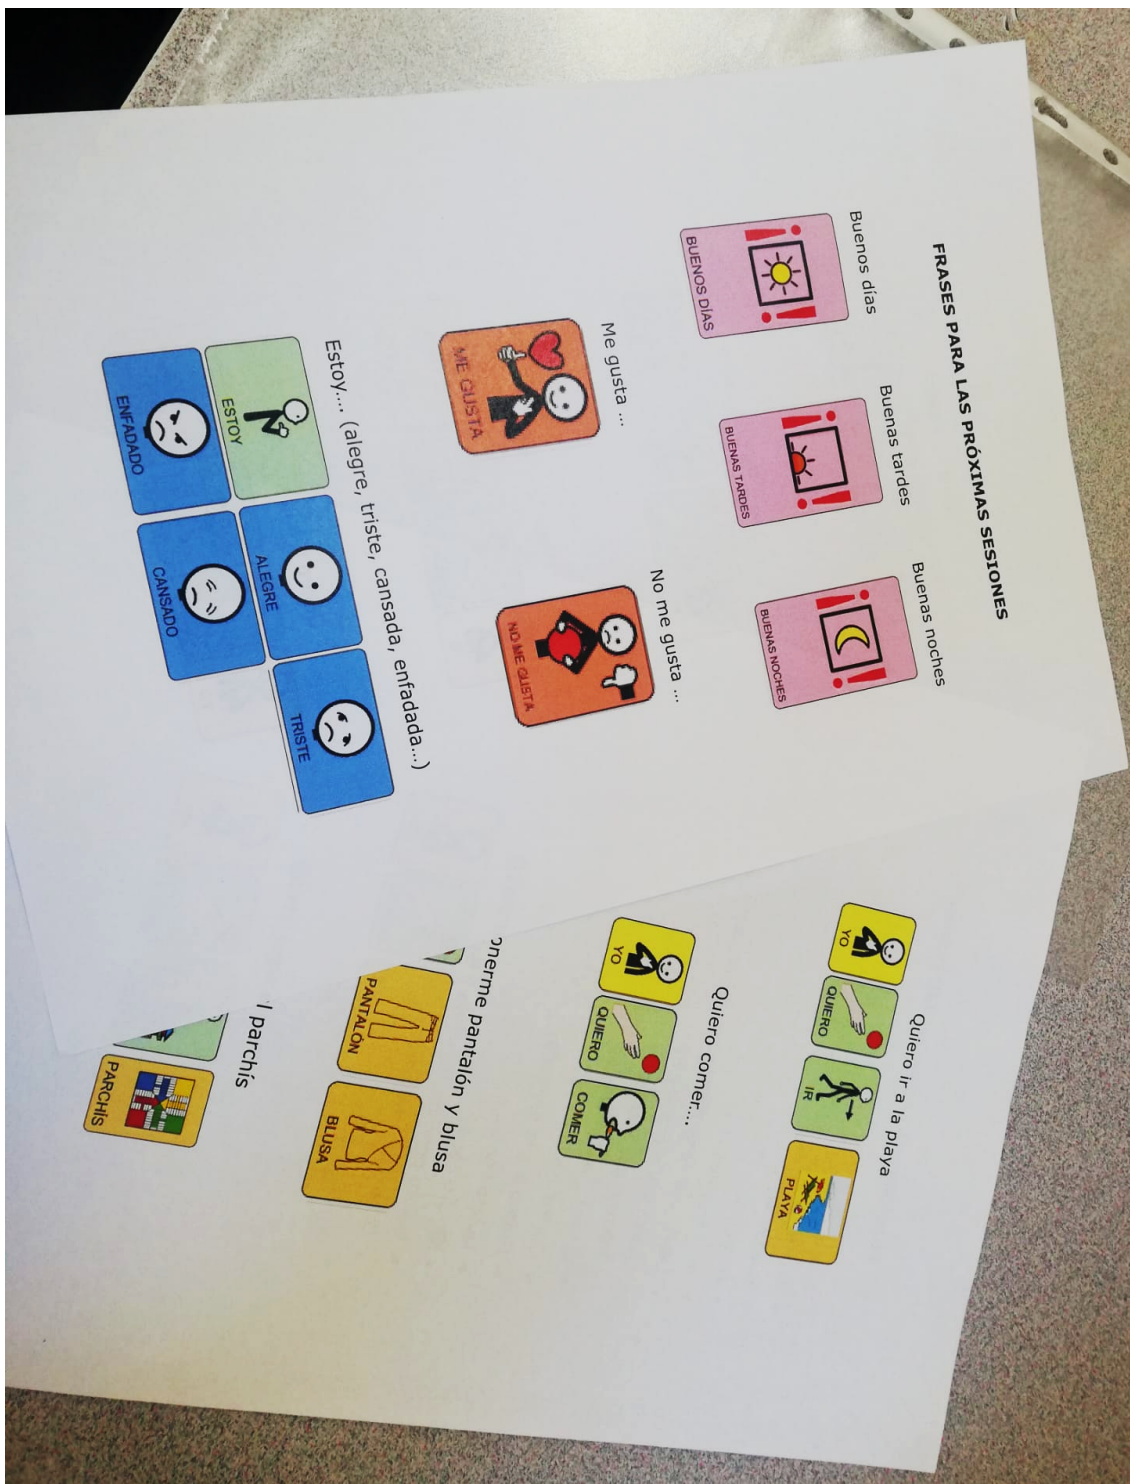 FRASES PARA LAS PRÓXIMAS SESIONES
Buenos días
Buenas tardes
Buenas noches
BUENOS DÍAS
BUENAS TARDES
BUENAS NOCHES
Me gusta ...
No me gusta ...
ME GUSTA
NO ME GUSTA
Estoy.... (alegre, triste, cansada, enfadada...)
ESTOY
ALEGRE
TRISTE
ENFADADO
CANSADO
Quiero ir a la playa
YO
QUIERO
IR
PLAYA
Quiero comer....
YO
QUIERO
COMER
onerme pantalón y blusa
PANTALÓN
BLUSA
l parchís
PARCHÍS